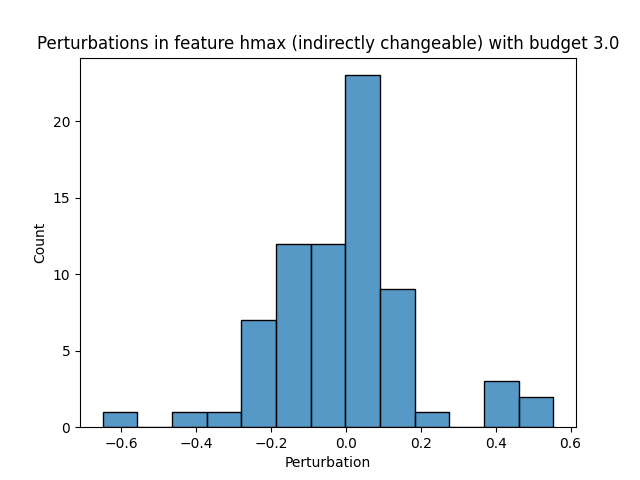 Perturbations in feature hmax (indirectly changeable) with budget 3.0
20
15
10
5
0
Count
−0.6 −0.4 −0.2 0.0 0.2 0.4 0.6
Perturbation